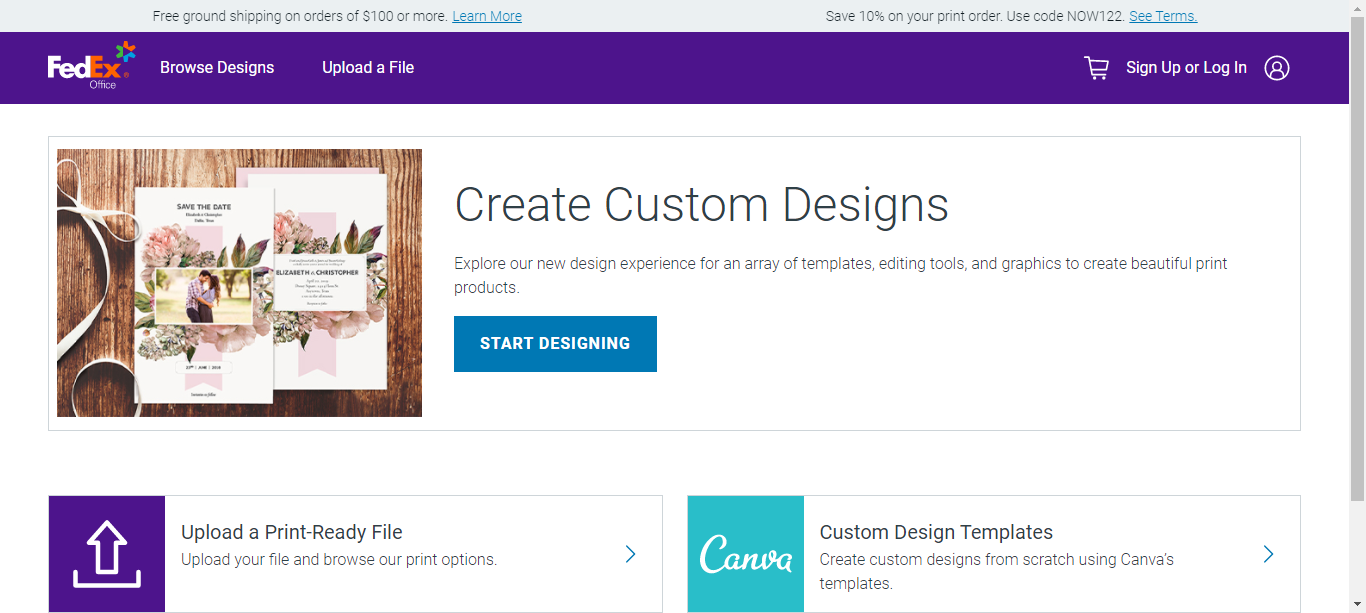 Free ground shipping on orders of $100 or more. Learn More
Save 10% on your print order. Use code NOW122. See Terms.
FedEx
Office
Browse Designs
Upload a File
Sign Up or Log In
SAVE THE DATE
Elizabeth & Christopher
Dallas, Texas
ELIZABETH & CHRISTOPHER
Create Custom Designs
Explore our new design experience for an array of templates, editing tools, and graphics to create beautiful print
products.
START DESIGNING
Upload a Print-Ready File
Upload your file and browse our print options.
Canva
Custom Design Templates
Create custom designs from scratch using Canva's
templates.